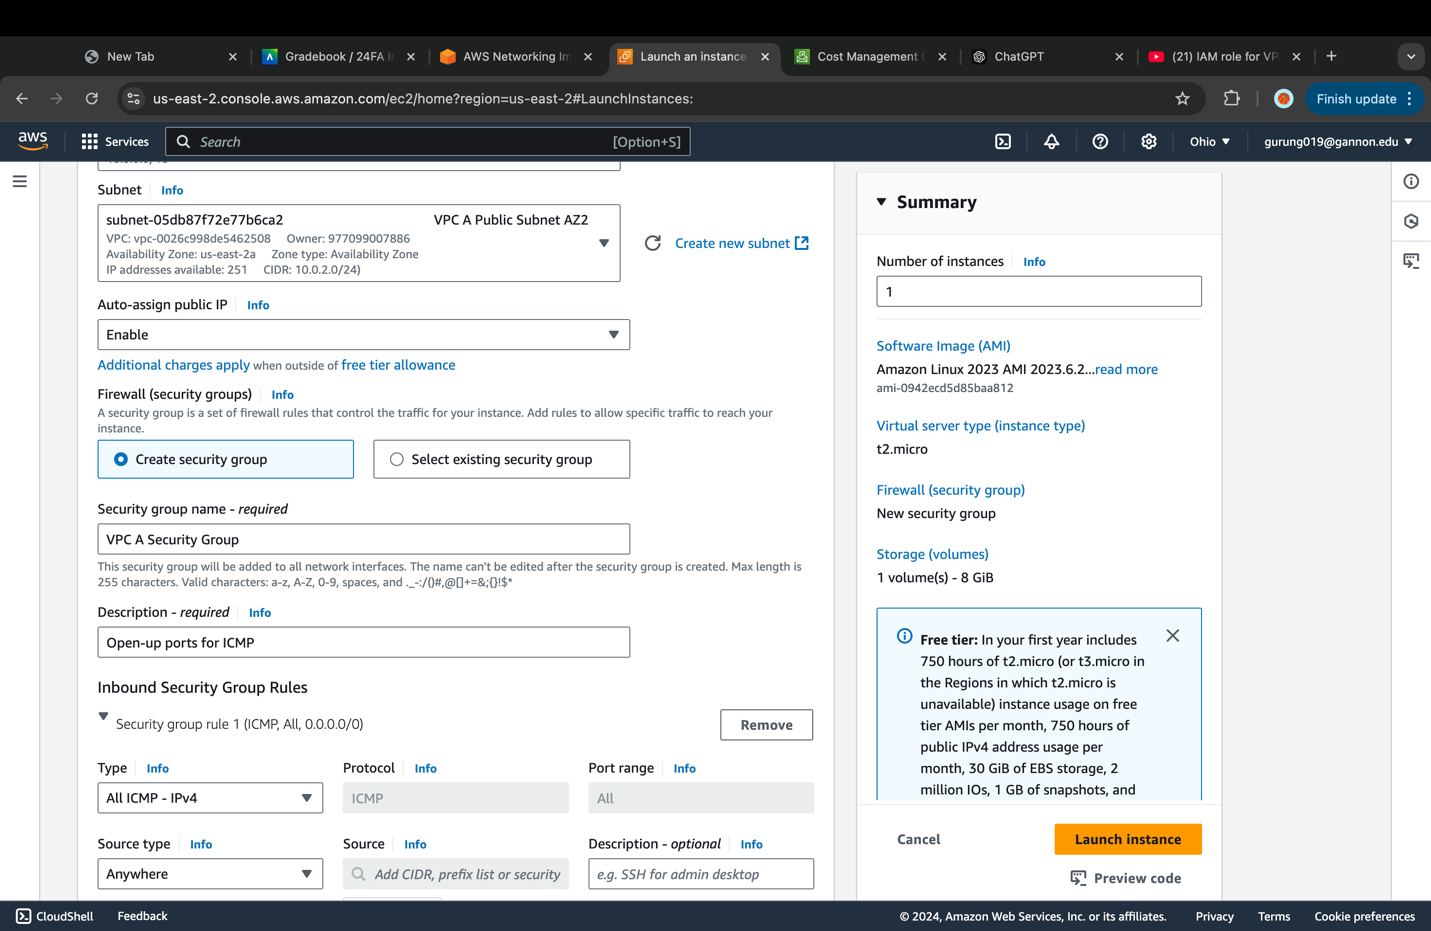 New Tab
Gradebook / 24FA I
AWS Networking Im
Launch an instance
Cost Management
ChatGPT
(21) IAM role for VP
us-east-2.console.aws.amazon.com/ec2/home?region=us-east-2#LaunchInstances:
Finish update
aws
Services
Search
[Option+S]
Ohio
gurung019@gannon.edu
Subnet
Info
subnet-05db87f72e77b6ca2 VPC A Public Subnet AZ2
VPC: vpc-0026c998de5462508 Owner: 977099007886
Availability Zone: us-east-2a Zone type: Availability Zone
IP addresses available: 251 CIDR: 10.0.2.0/24)
Create new subnet
Auto-assign public IP
Info
Enable
Additional charges apply when outside of free tier allowance
Firewall (security groups)
Info
A security group is a set of firewall rules that control the traffic for your instance. Add rules to allow specific traffic to reach your
instance.
Create security group
Select existing security group
Security group name - required
VPC A Security Group
This security group will be added to all network interfaces. The name can't be edited after the security group is created. Max length is
255 characters. Valid characters: a-z, A-Z, 0-9, spaces, and ._-:/()#,@[]+=&;{}!$*
Description - required
Info
Open-up ports for ICMP
Inbound Security Group Rules
Security group rule 1 (ICMP, All, 0.0.0.0/0)
Remove
Type Info
Protocol Info
Port range Info
All ICMP - IPv4
ICMP
All
Source type Info
Source Info
Description - optional Info
Anywhere
Add CIDR, prefix list or security
e.g. SSH for admin desktop
Summary
Number of instances
Info
1
Software Image (AMI)
Amazon Linux 2023 AMI 2023.6.2...read more
ami-0942ecd5d85baa812
Virtual server type (instance type)
t2.micro
Firewall (security group)
New security group
Storage (volumes)
1 volume(s) - 8 GiB
Free tier: In your first year includes
750 hours of t2.micro (or t3.micro in
the Regions in which t2.micro is
unavailable) instance usage on free
tier AMIs per month, 750 hours of
public IPv4 address usage per
month, 30 GiB of EBS storage, 2
million IOs, 1 GB of snapshots, and
Cancel
Launch instance
Preview code
CloudShell
Feedback
© 2024, Amazon Web Services, Inc. or its affiliates.
Privacy
Terms
Cookie preferences